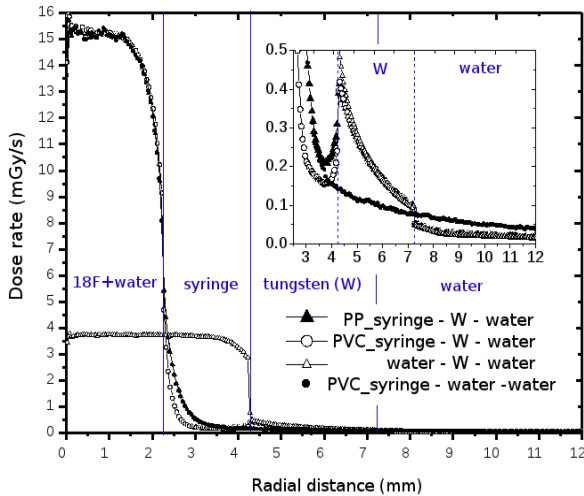 16
15
14
13
12
11
10
9
8
7
6
5
4
3
2
1
0
Dose rate (mGy/s)
0.5
0.4
0.3
0.2
0.1
0.0
W
water
3 4 5 6 7 8 9 10 11 12
18F+water
syringe
tungsten (W)
water
PP_syringe - W - water
PVC_syringe - W - water
water - W - water
PVC_syringe - water -water
0 1 2 3 4 5 6 7 8 9 10 11 12
Radial distance (mm)